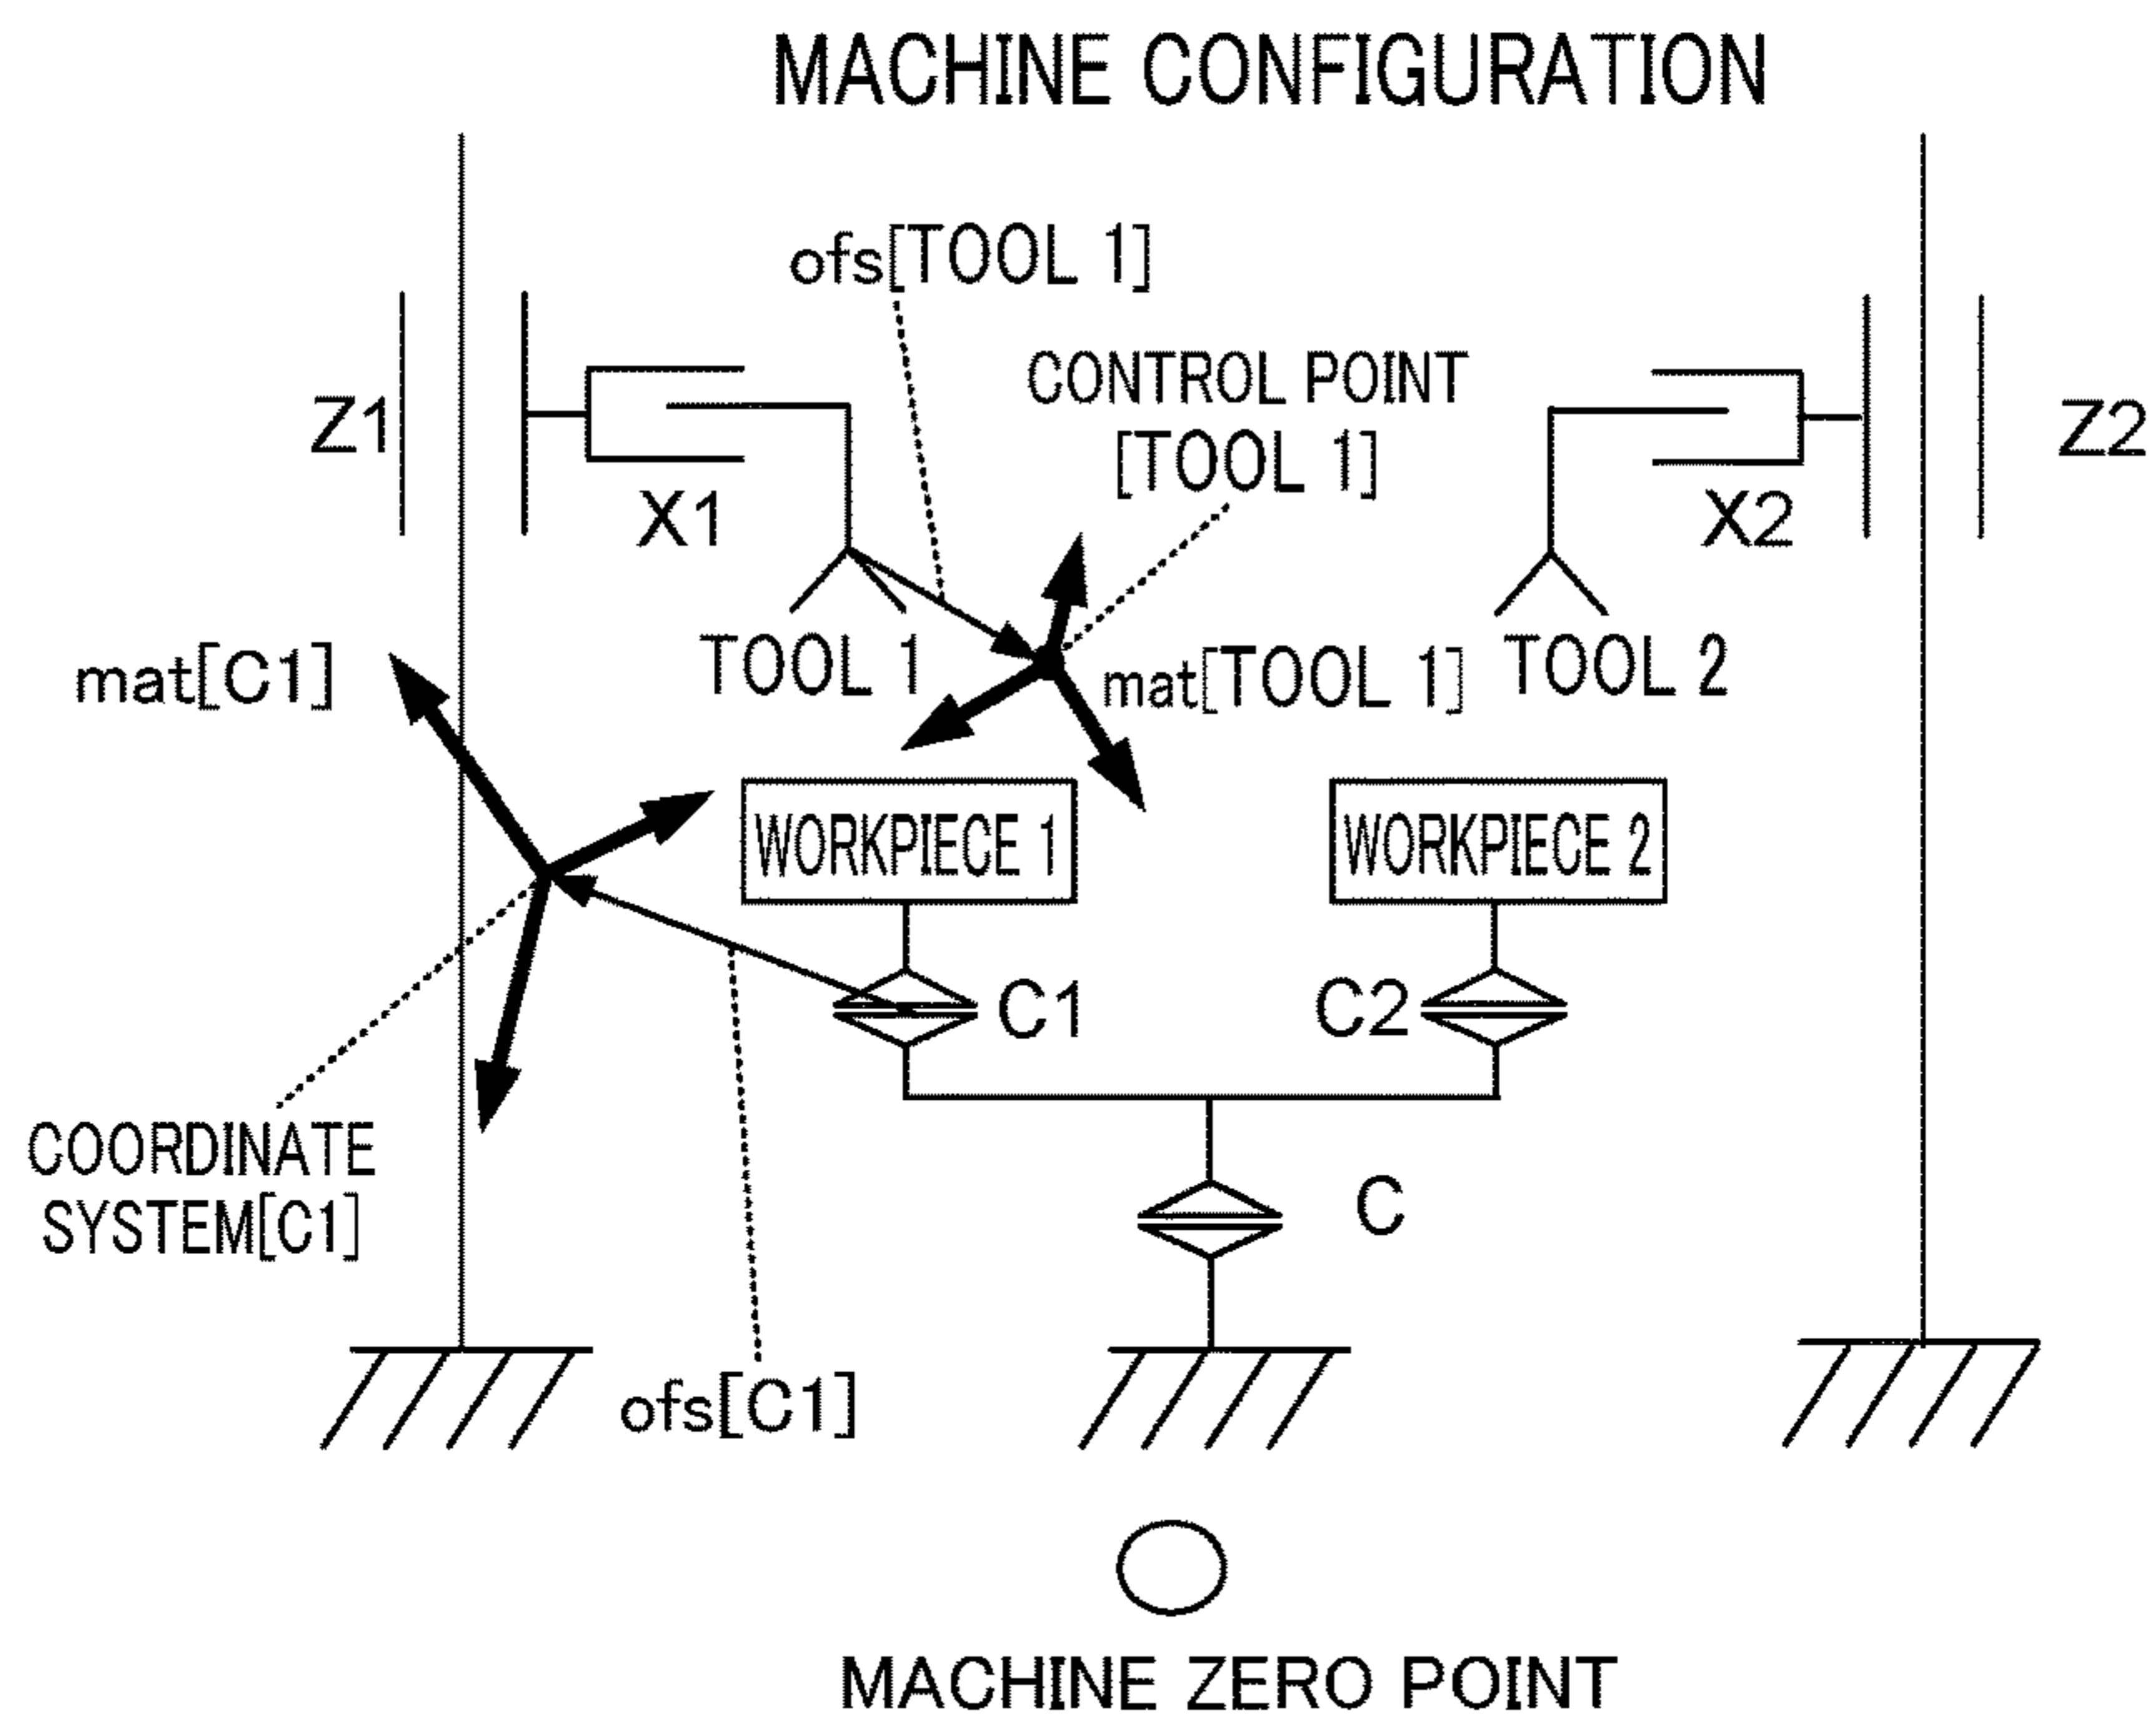 MACHINE CONFIGURATION
ofs[TOOL 1]
CONTROL POINT
[TOOL 1]
Z1
Z2
X1
X2
TOOL 1
mat[TOOL 1]
TOOL 2
mat[C1]
WORKPIECE 1
WORKPIECE 2
C1
C2
COORDINATE
SYSTEM[C1]
C
ofs[C1]
MACHINE ZERO POINT